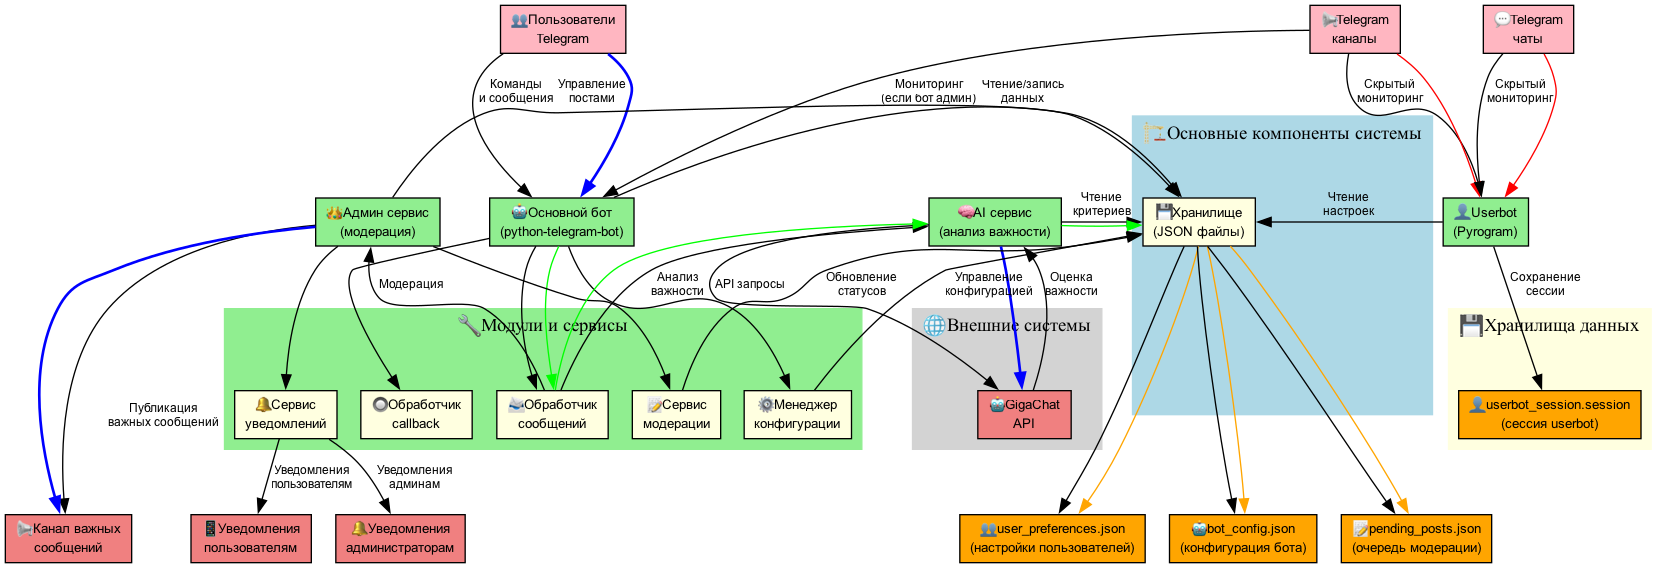 👥Пользователи
Telegram
📢Telegram
каналы
💬Telegram
чаты
Команды
и сообщения
Управление
постами
Мониторинг
(если бот админ)
Чтение/запись
данных
Скрытый
мониторинг
Скрытый
мониторинг
🏗️Основные компоненты системы
Админ сервис
(модерация)
🤖Основной бот
(python-telegram-bot)
🧠AI сервис
(анализ важности)
Чтение
критериев
💾Хранилище
(JSON файлы)
Чтение
настроек
👤Userbot
(Pyrogram)
Модерация
Анализ
важности
API запросы
Обновление
статусов
Управление
конфигурацией
Оценка
важности
Сохранение
сессии
🔧Модули и сервисы
🌐Внешние системы
💾Хранилища данных
🔔Сервис
уведомлений
🔘Обработчик
callback
📨Обработчик
сообщений
📝Сервис
модерации
⚙️Менеджер
конфигурации
🤖GigaChat
API
👤userbot_session.session
(сессия userbot)
Публикация
важных сообщений
Уведомления
пользователям
Уведомления
админам
📢Канал важных
сообщений
📱Уведомления
пользователям
🔔Уведомления
администраторам
👥user_preferences.json
(настройки пользователей)
🤖bot_config.json
(конфигурация бота)
📝pending_posts.json
(очередь модерации)